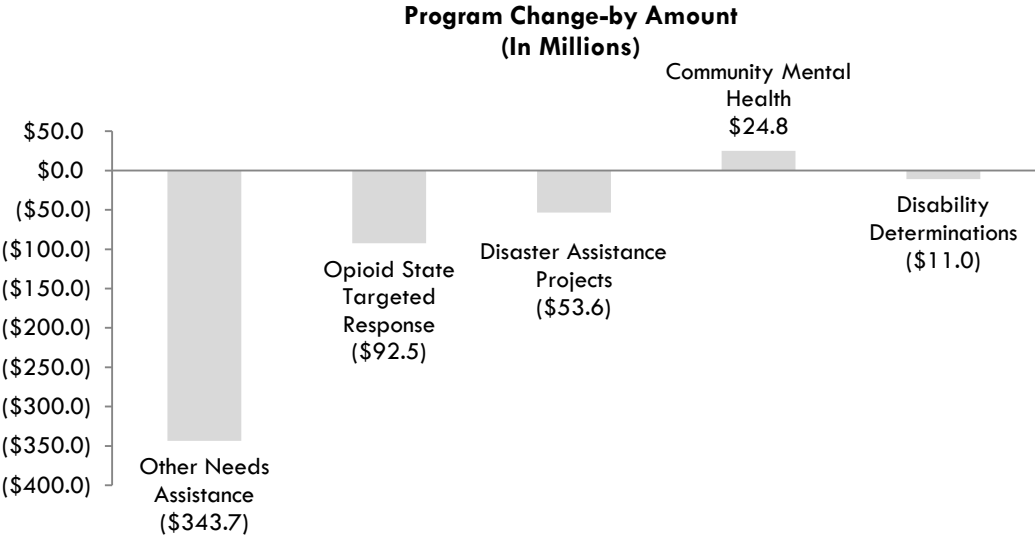 Program Change-by Amount
(In Millions)
Community Mental
Health
$24.8
$50.0
$0.0
($50.0)
($100.0)
($150.0)
($200.0)
($250.0)
($300.0)
($350.0)
($400.0)
Other Needs
Assistance
($343.7)
Opioid State
Targeted
Response
($92.5)
Disaster Assistance
Projects
($53.6)
Disability
Determinations
($11.0)